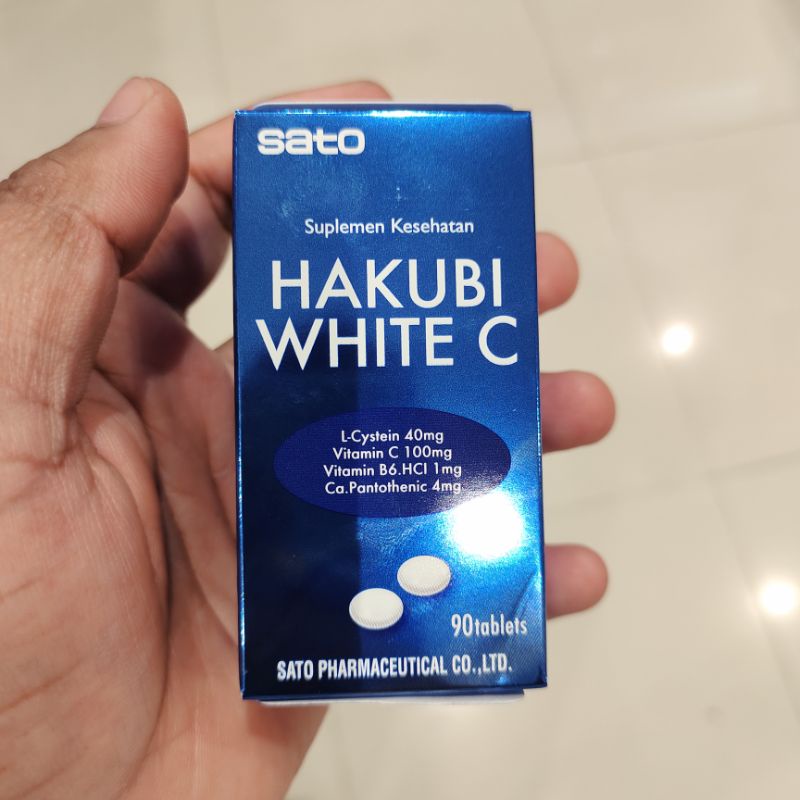 sato
Suplemen Kesehatan
HAKUBI
WHITE C
L-Cystein 40mg
Vitamin C 100mg
Vitamin B6.HCl 1mg
Ca.Pantothenic 4mg
90tablets
SATO PHARMACEUTICAL CO.,LTD.